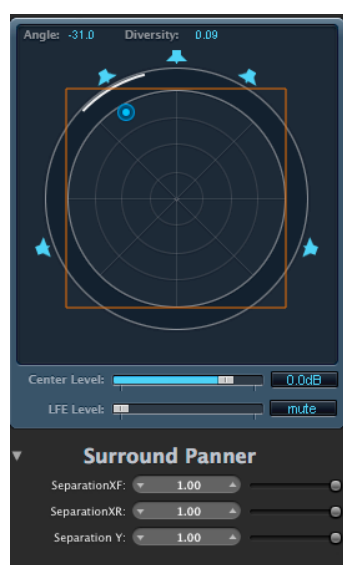 Angle: -31.0 Diversity: 0.09
Center Level: 0.0dB
LFE Level: mute
Surround Panner
SeparationXF: 1.00
SeparationXR: 1.00
Separation Y: 1.00